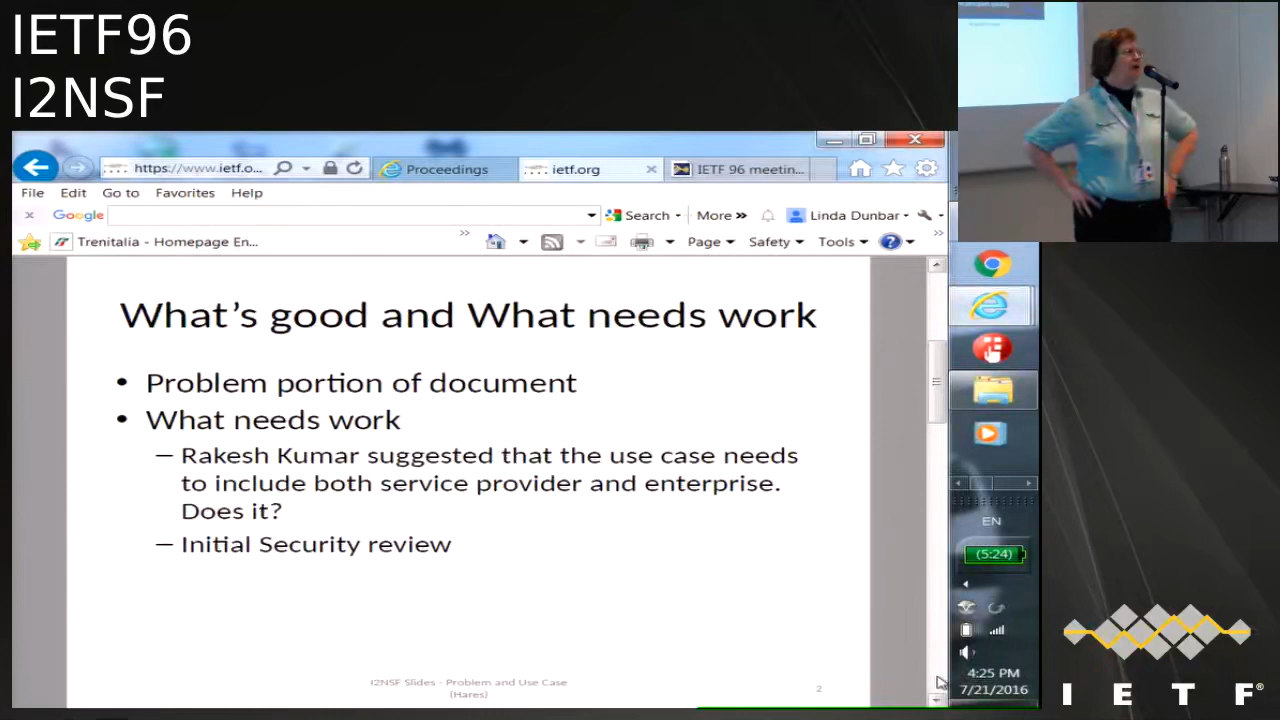 IETF96
I2NSF
https://www.ietf.o...
Proceedings
ietf.org
IETF 96 meetin...
File Edit Go to Favorites Help
Google
Search
More »
Linda Dunbar
Trenitalia - Homepage En...
Page
Safety
Tools
What's good and What needs work
• Problem portion of document
• What needs work
– Rakesh Kumar suggested that the use case needs
to include both service provider and enterprise.
Does it?
– Initial Security review
I2NSF Slides - Problem and Use Case
(Hares)
2
EN
(5:24)
4:25 PM
7/21/2016
I E T F®